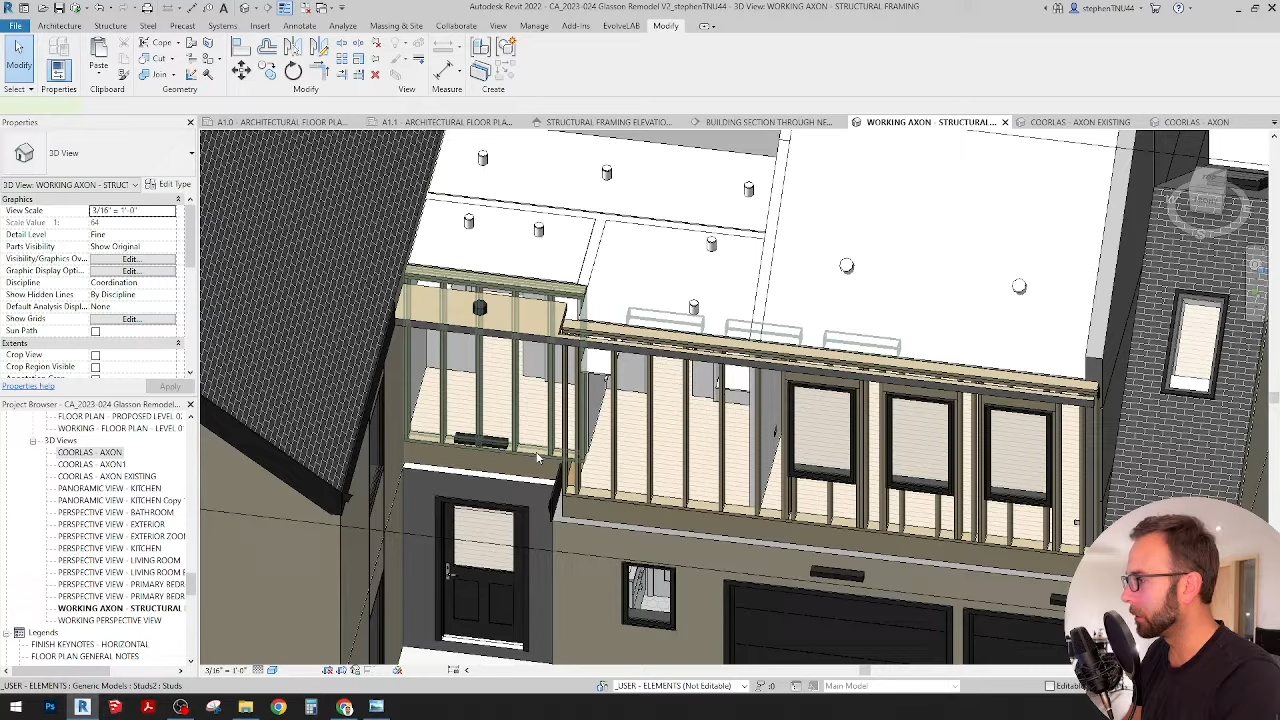 Autodesk Revit 2022 - CA_2023-024 Glasson Remodel V2_stephenTNU44 - 3D View: WORKING AXON - STRUCTURAL FRAMING
stephenTNU44
File Architecture Structure Steel Precast Systems Insert Annotate Analyze Massing & Site Collaborate View Manage Add-Ins EvolveLAB Modify
Modify Paste Cope Cut Join
Select Properties Clipboard Geometry Modify View Measure Create
Properties
A1.0 - ARCHITECTURAL FLOOR PLA... A1.1 - ARCHITECTURAL FLOOR PL... STRUCTURAL FRAMING ELEVATIO... BUILDING SECTION THROUGH NE... WORKING AXON - STRUCTURAL... COORLAS - AXON EXISTING COORLAS - AXON
3D View
3D View: WORKING AXON - STRUCT Edit Type
Graphics
View Scale 3/16" = 1'-0"
Scale Value 1: 64
Detail Level Fine
Parts Visibility Show Original
Visibility/Graphics Ov... Edit...
Graphic Display Opti... Edit...
Discipline Coordination
Show Hidden Lines By Discipline
Default Analysis Displ... None
Show Grids Edit...
Sun Path
Extents
Crop View
Crop Region Visible
Properties help Apply
Project Browser - CA_2023-024 Glasson Remodel...
FLOOR PLAN - PROPOSED LEVEL 02
WORKING - FLOOR PLAN - LEVEL 0
3D Views
COORLAS - AXON
COORLAS - AXON1
COORLAS - AXON EXISTING
PANORAMIC VIEW - KITCHEN
PANORAMIC VIEW - KITCHEN Copy
PERSPECTIVE VIEW - BATHROOM
PERSPECTIVE VIEW - EXTERIOR
PERSPECTIVE VIEW - EXTERIOR ZOO
PERSPECTIVE VIEW - KITCHEN
PERSPECTIVE VIEW - LIVING ROOM
PERSPECTIVE VIEW - LIVING ROOM
PERSPECTIVE VIEW - PRIMARY BEDR
PERSPECTIVE VIEW - PRIMARY BEDR
WORKING AXON - STRUCTURAL
WORKING PERSPECTIVE VIEW
Legends
FINISH KEYNOTES - HORIZONTAL
FLOOR PLAN GENERAL NOTES
3/16" = 1'-0"
_USER - ELEMENTS : Generic Models : Studs2 : Studs
_USER - ELEMENTS (Not Editable) :0 Main Model Editable